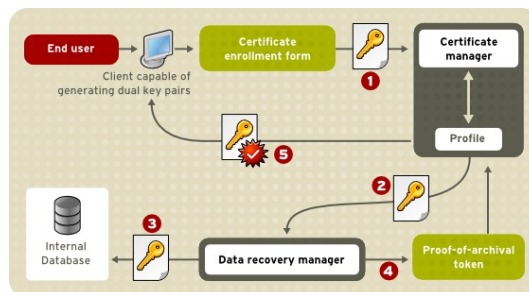 End user
Client capable of
generating dual key pairs
Certificate
enrollment form
1
Certificate
manager
Profile
5
2
3
Internal
Database
Data recovery manager
4
Proof-of-archival
token